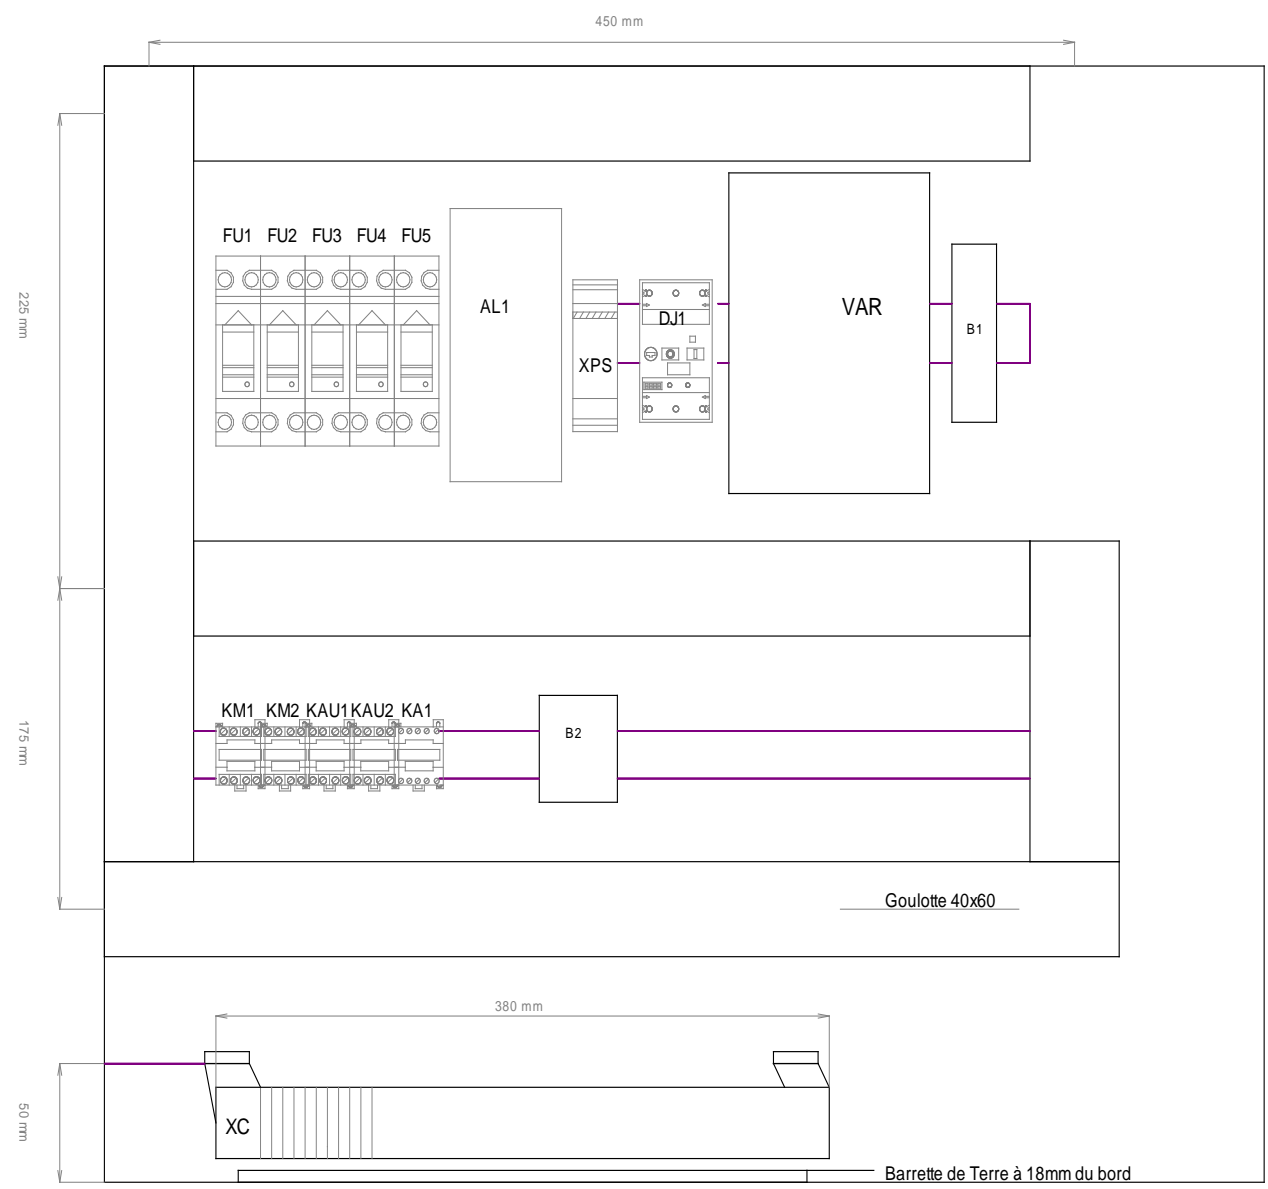 450 mm
FU1 FU2 FU3 FU4 FU5
225 mm
AL1
VAR
DJ1
B1
XPS
KM1 KM2 KAU1 KAU2 KA1
175 mm
B2
Goulotte 40x60
380 mm
50 mm
XC
Barrette de Terre à 18mm du bord